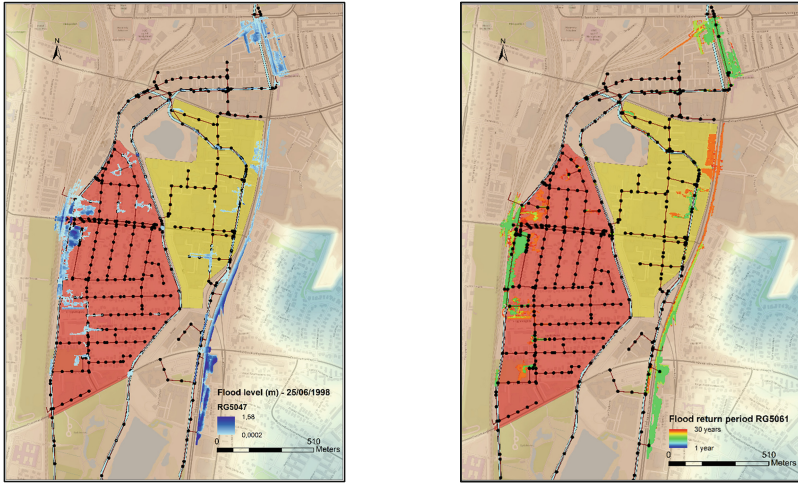 N
Flood level (m) - 25/06/1998
RG5047
1,58
0,0002
0
510
Meters
N
Flood return period RG5061
30 years
1 year
0
510
Meters